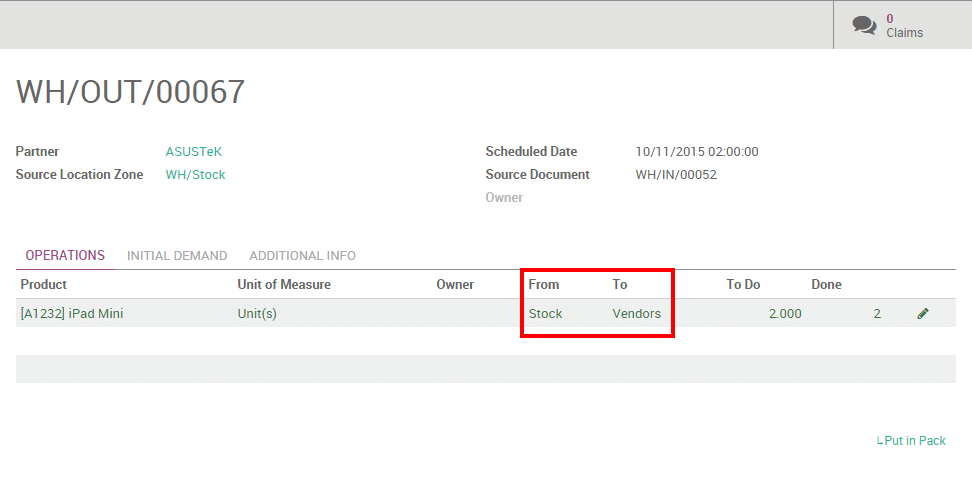 0
Claims
WH/OUT/00067
Partner ASUSTeK Scheduled Date 10/11/2015 02:00:00
Source Location Zone WH/Stock Source Document WH/IN/00052
Owner
OPERATIONS INITIAL DEMAND ADDITIONAL INFO
Product Unit of Measure Owner From To To Do Done
[A1232] iPad Mini Unit(s) Stock Vendors 2.000 2
↳Put in Pack